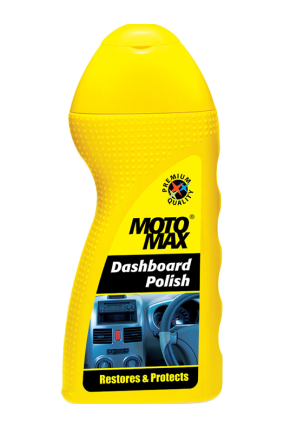 PREMIUM
QUALITY
MOTO®
MAX
Dashboard
Polish
Restores & Protects